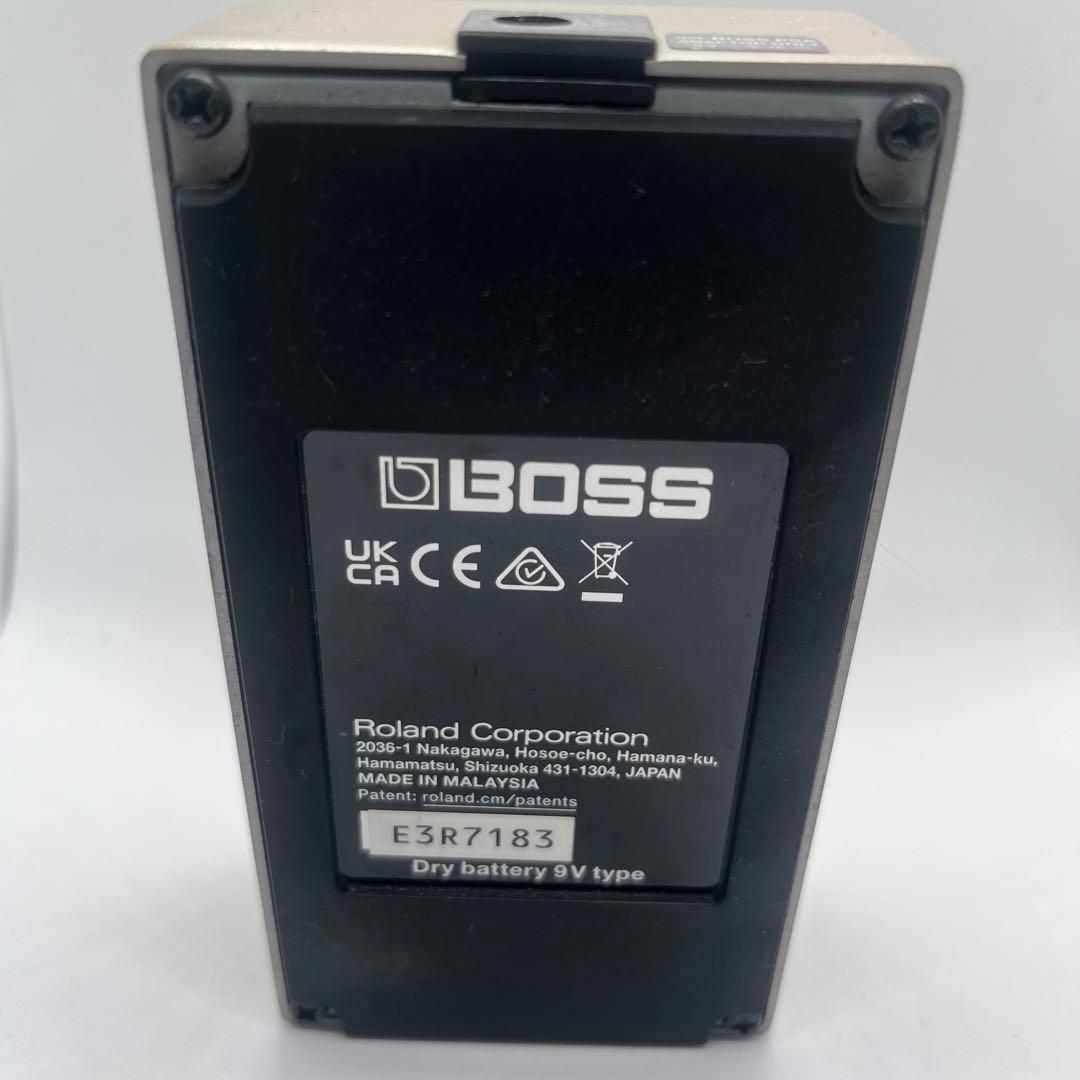 BOSS
UK
CA CE
Roland Corporation
2036-1 Nakagawa, Hosoe-cho, Hamana-ku,
Hamamatsu, Shizuoka 431-1304, JAPAN
MADE IN MALAYSIA
Patent: roland.cm/patents
E3R7183
Dry battery 9V type